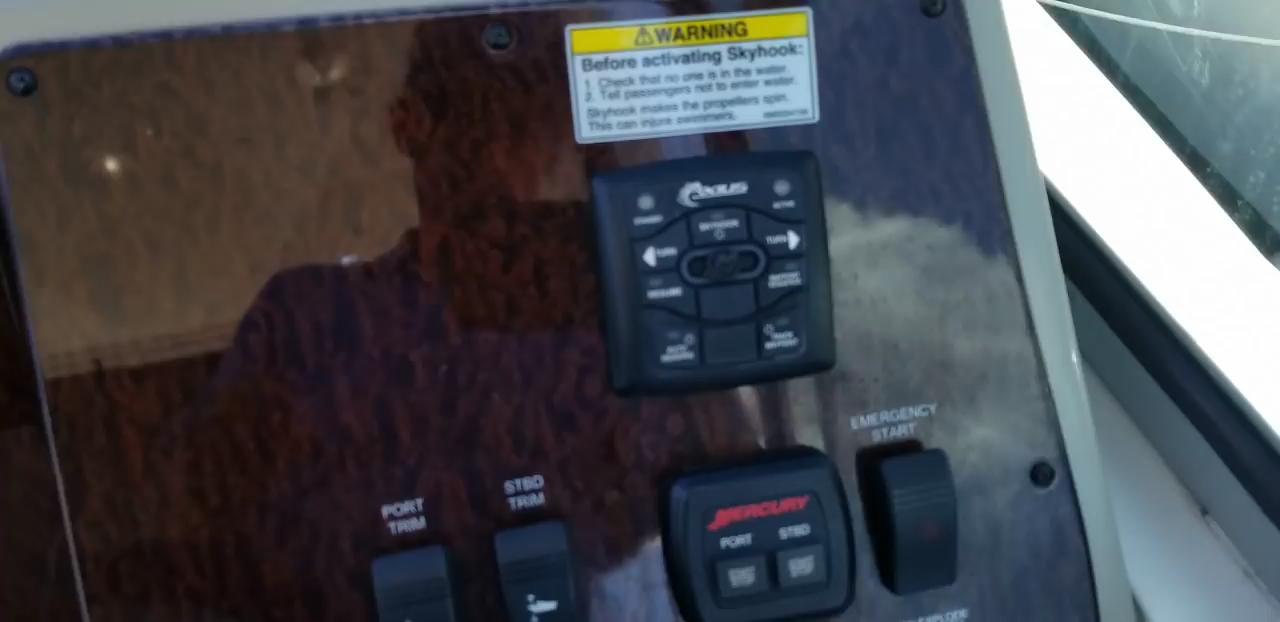 WARNING
Before activating Skyhook:
1. Check that no one is in the water.
2. Tell passengers not to enter water.
Skyhook makes the propellers spin.
This can injure swimmers.
AXIUS
STANDBY
ACTIVE
SKYHOOK
TURN
TURN
RESUME
AUTO
HEADING
TRACK
WAYPOINT
EMERGENCY
START
PORT
TRIM
STBD
TRIM
MERCURY
PORT
STBD